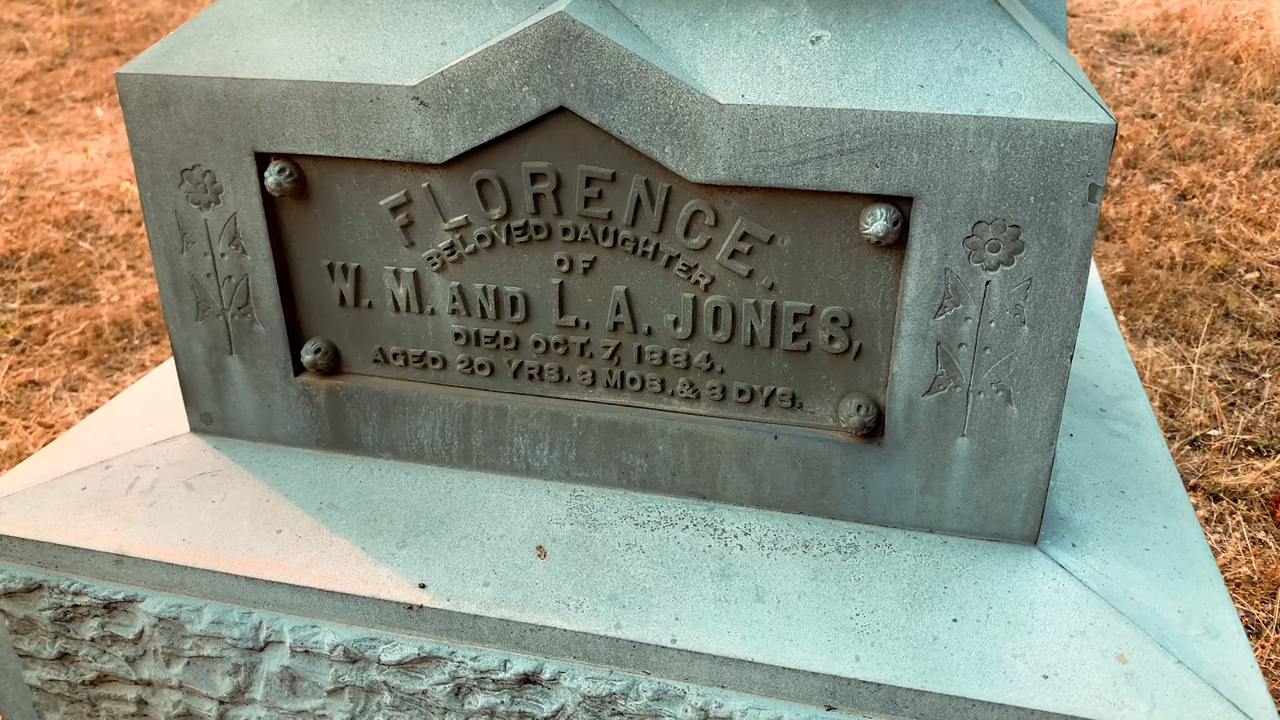 FLORENCE,
BELOVED DAUGHTER
OF
W. M. AND L. A. JONES,
DIED OCT. 7, 1884.
AGED 20 YRS. 3 MOS. & 3 DYS.